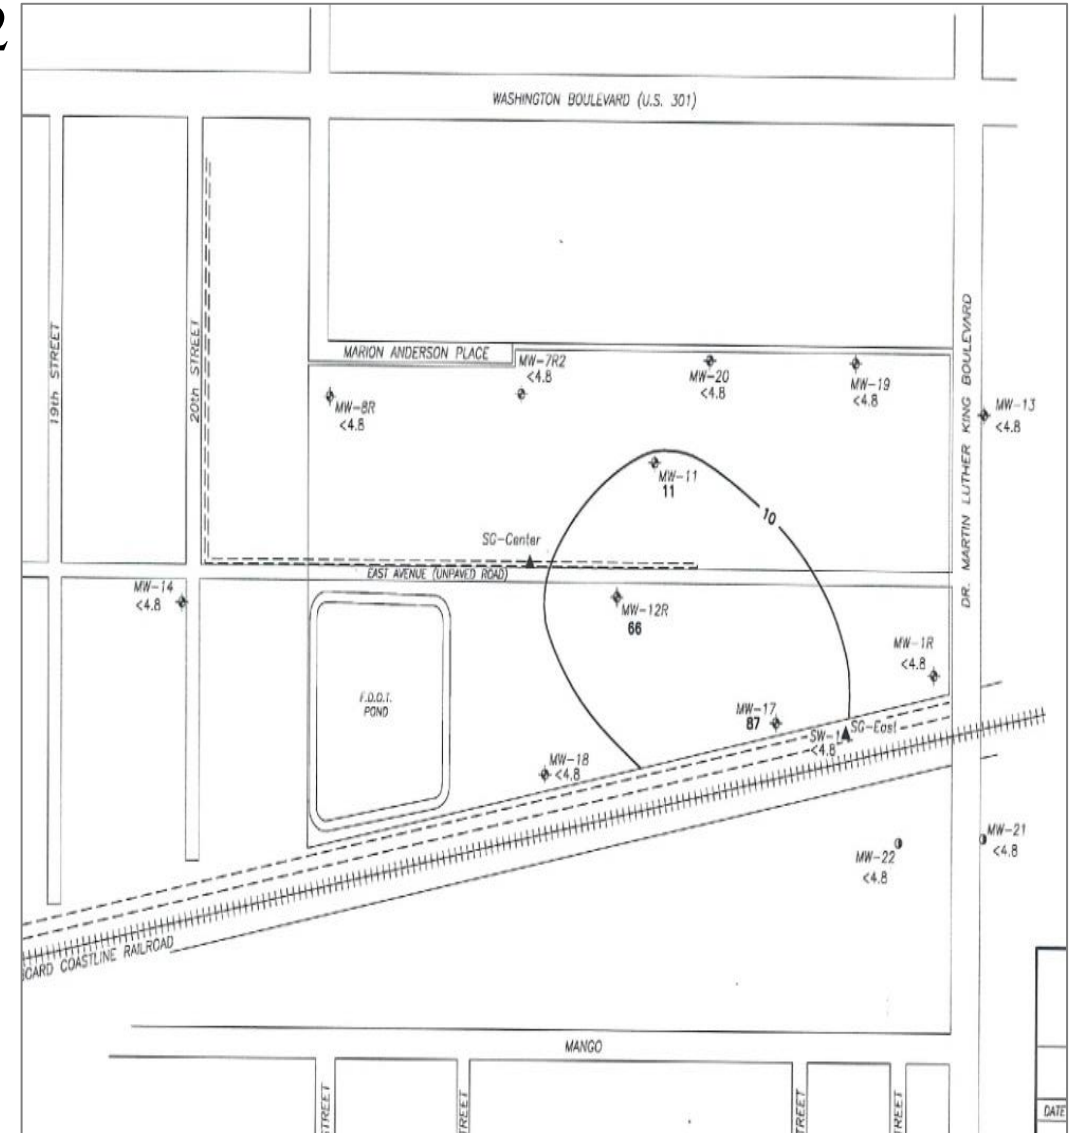 2
WASHINGTON BOULEVARD (U.S. 301)
19th STREET
20th STREET
MARION ANDERSON PLACE
MW-7R2
<4.8
MW-20
<4.8
MW-19
<4.8
MW-8R
<4.8
MW-13
<4.8
DR. MARTIN LUTHER KING BOULEVARD
MW-11
11
10
SG-Center
EAST AVENUE (UNPAVED ROAD)
MW-14
<4.8
MW-12R
66
MW-1R
<4.8
F.D.O.T.
POND
MW-17
87
SG-East
SW-1
<4.8
MW-18
<4.8
MW-21
<4.8
MW-22
<4.8
COASTLINE RAILROAD
MANGO
STREET
REET
REET
REET
DATE